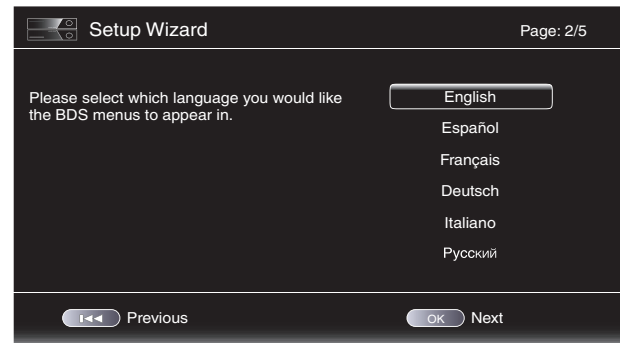 Setup Wizard
Page: 2/5
Please select which language you would like
the BDS menus to appear in.
English
Español
Français
Deutsch
Italiano
Русский
Previous
OK Next